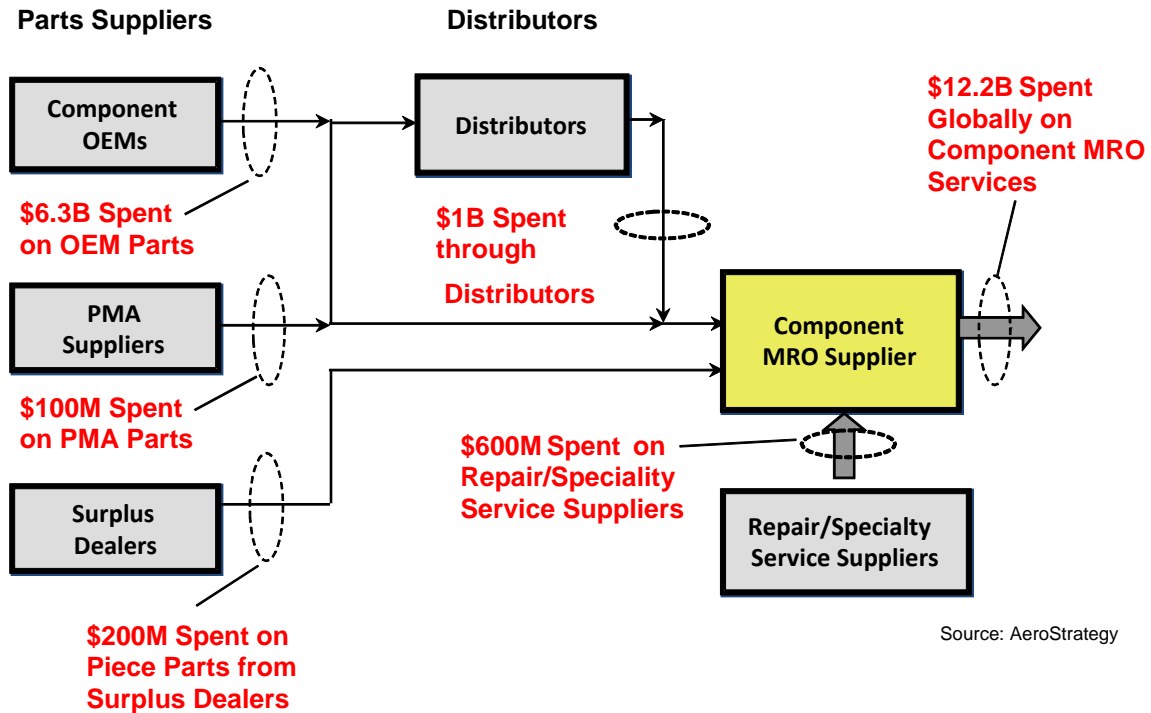 Parts Suppliers
Distributors
Component
OEMs
Distributors
$12.2B Spent
Globally on
Component MRO
Services
$6.3B Spent
on OEM Parts
$1B Spent
through
Distributors
PMA
Suppliers
Component
MRO Supplier
$100M Spent
on PMA Parts
$600M Spent on
Repair/Speciality
Service Suppliers
Surplus
Dealers
Repair/Specialty
Service Suppliers
$200M Spent on
Piece Parts from
Surplus Dealers
Source: AeroStrategy